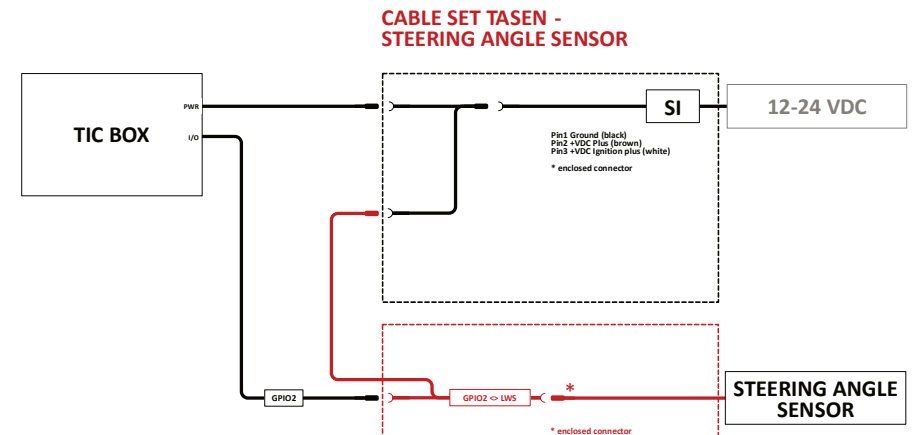 CABLE SET TASEN -
STEERING ANGLE SENSOR
TIC BOX
PWR
I/O
SI
12-24 VDC
Pin1 Ground (black)
Pin2 +VDC Plus (brown)
Pin3 +VDC Ignition plus (white)
* enclosed connector
GPIO2
GPIO2 <> LWS
*
STEERING ANGLE
SENSOR
* enclosed connector